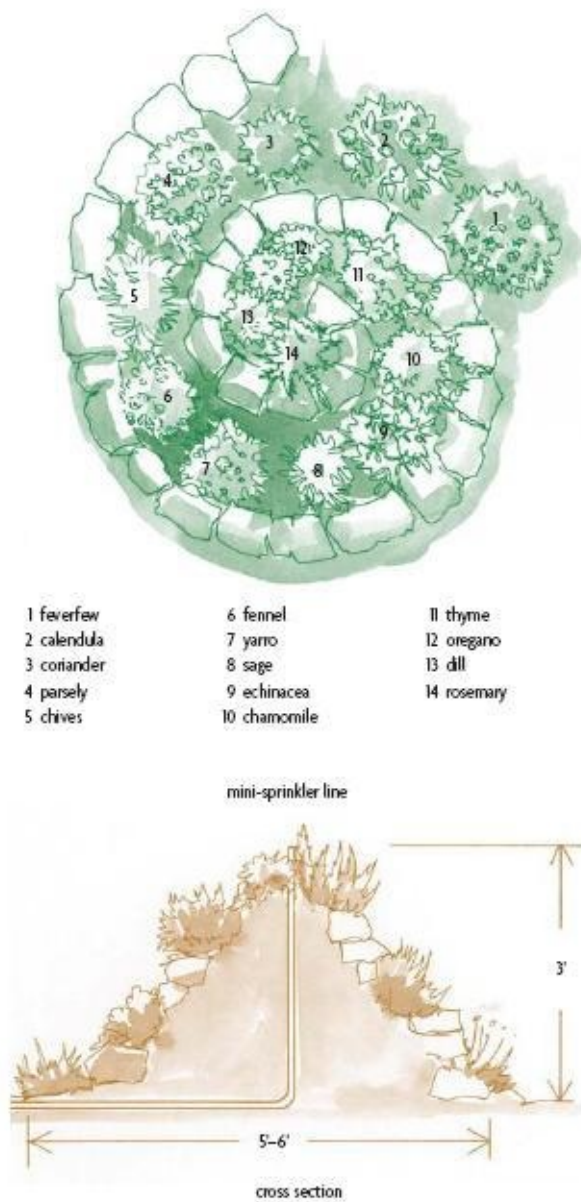 3
2
4
1
12
11
5
13
14
10
6
9
7
8
1 feverfew
2 calendula
3 coriander
4 parsely
5 chives
6 fennel
7 yarro
8 sage
9 echinacea
10 chamomile
11 thyme
12 oregano
13 dill
14 rosemary
mini-sprinkler line
3'
5'–6'
cross section